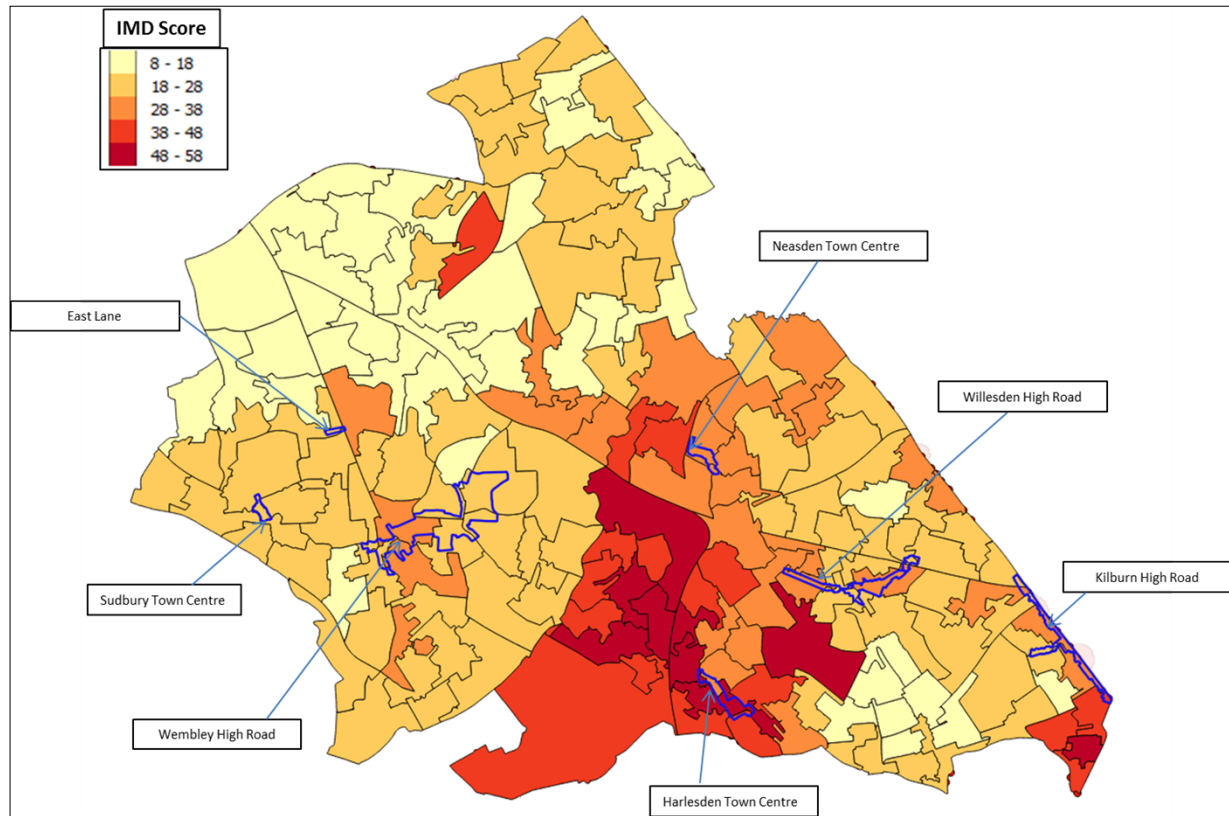 IMD Score
8 - 18
18 - 28
28 - 38
38 - 48
48 - 58
Neasden Town Centre
East Lane
Willesden High Road
Kilburn High Road
Sudbury Town Centre
Wembley High Road
Harlesden Town Centre